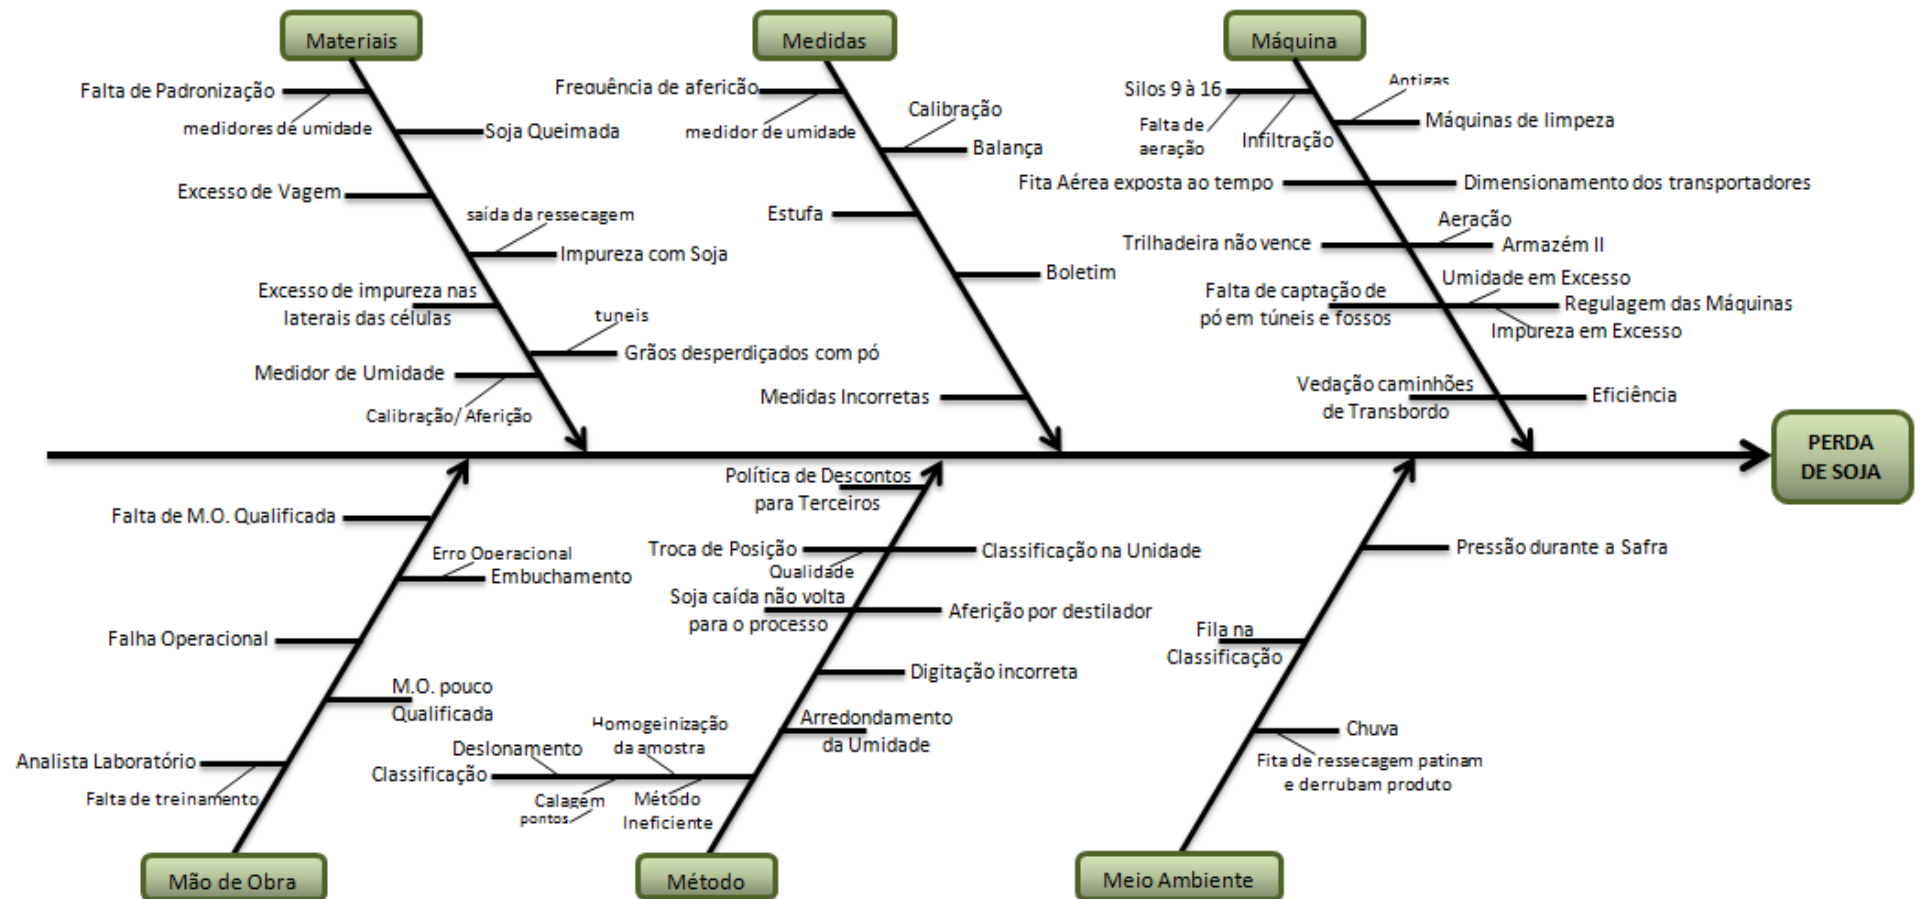 Materiais
Medidas
Máquina
Falta de Padronização
medidores de umidade
Soja Queimada
Excesso de Vagem
saída da ressecagem
Impureza com Soja
Excesso de impureza nas
laterais das células
tuneis
Grãos desperdiçados com pó
Medidor de Umidade
Calibração/ Aferição
Frequência de aferição
medidor de umidade
Calibração
Balança
Estufa
Boletim
Medidas Incorretas
Silos 9 à 16
Falta de
aeração
Infiltração
Antigas
Máquinas de limpeza
Fita Aérea exposta ao tempo
Dimensionamento dos transportadores
Aeração
Trilhadeira não vence
Armazém II
Umidade em Excesso
Falta de captação de
pó em túneis e fossos
Regulagem das Máquinas
Impureza em Excesso
Vedação caminhões
de Transbordo
Eficiência
PERDA
DE SOJA
Falta de M.O. Qualificada
Erro Operacional
Embuchamento
Falha Operacional
M.O. pouco
Qualificada
Analista Laboratório
Falta de treinamento
Política de Descontos
para Terceiros
Troca de Posição
Qualidade
Classificação na Unidade
Soja caída não volta
para o processo
Aferição por destilador
Digitação incorreta
Arredondamento
da Umidade
Homogeinização
da amostra
Deslonamento
Classificação
Calagem
pontos
Método
Ineficiente
Pressão durante a Safra
Fila na
Classificação
Chuva
Fita de ressecagem patinam
e derrubam produto
Mão de Obra
Método
Meio Ambiente